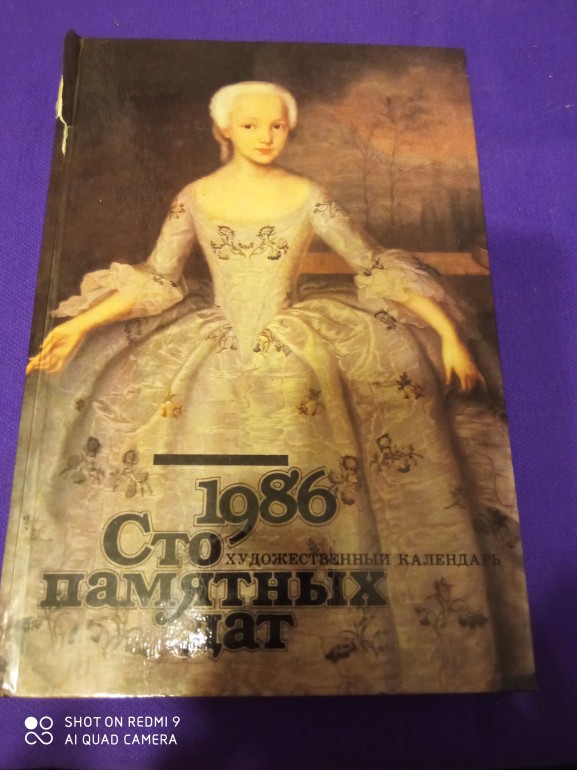 1986
Сто
ХУДОЖЕСТВЕННЫЙ КАЛЕНДАРЬ
памятных
дат
SHOT ON REDMI 9
AI QUAD CAMERA